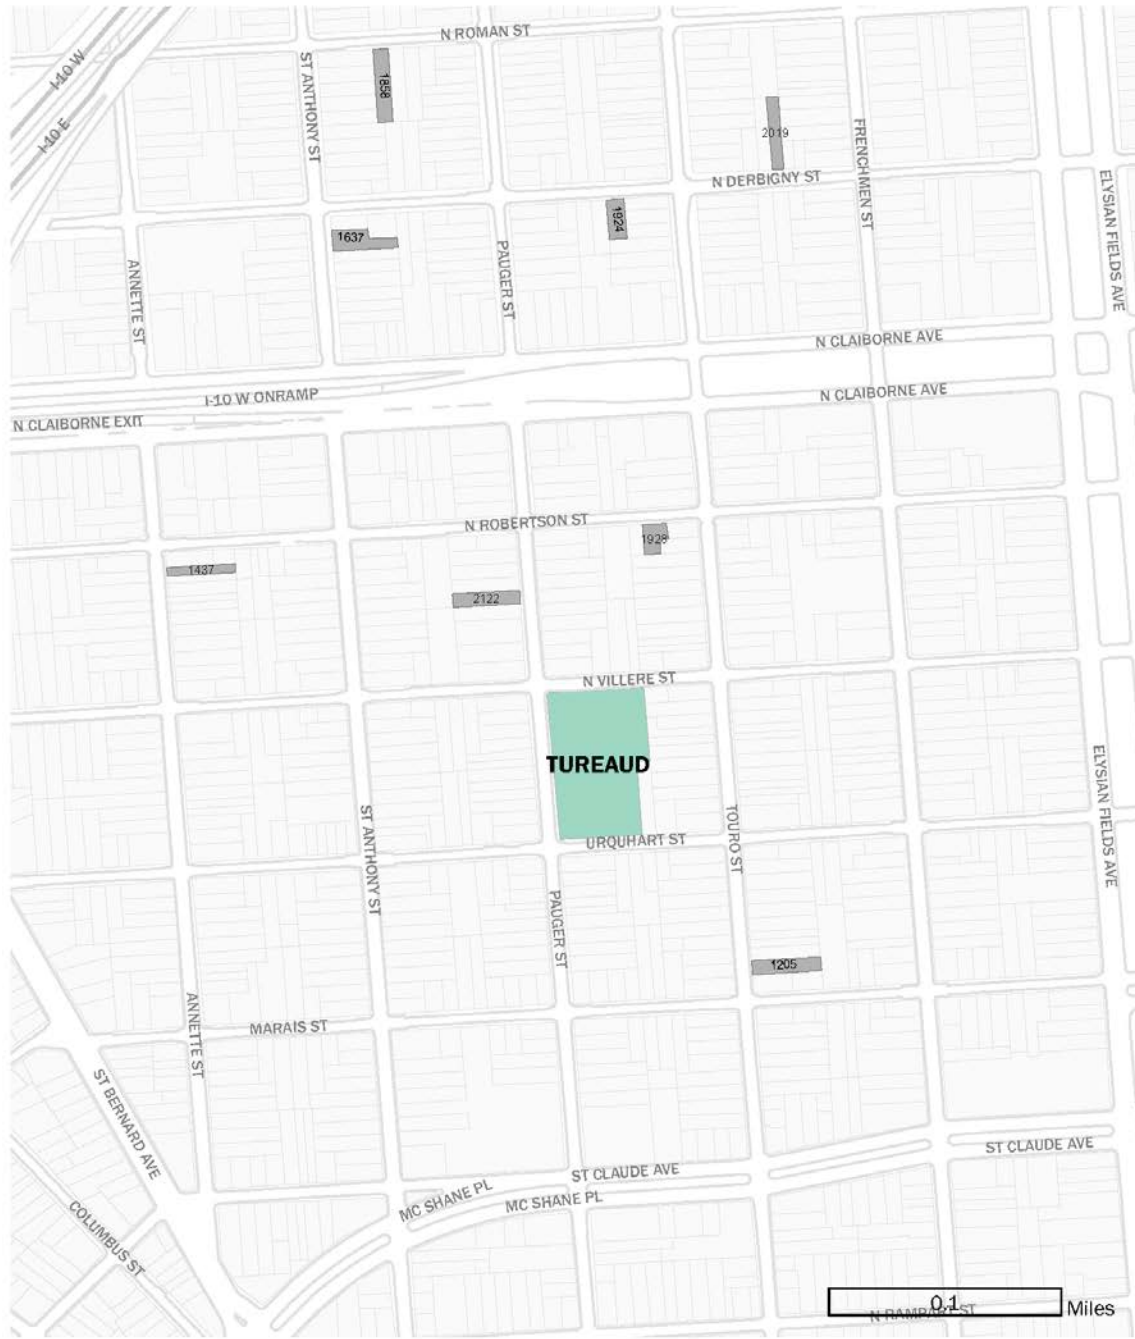 N ROMAN ST
I-10 W
ST ANTHONY ST
1858
I-10 E
2019
FRENCHMEN ST
N DERBIGNY ST
ELYSIAN FIELDS AVE
1924
1637
PAUGER ST
ANNETTE ST
N CLAIBORNE AVE
I-10 W ONRAMP
N CLAIBORNE AVE
N CLAIBORNE EXIT
N ROBERTSON ST
1928
1437
2122
N VILLERE ST
TUREAUD
ELYSIAN FIELDS AVE
ST ANTHONY ST
TOURO ST
URQUHART ST
PAUGER ST
1205
ANNETTE ST
MARAIS ST
ST BERNARD AVE
ST CLAUDE AVE
ST CLAUDE AVE
MC SHANE PL
MC SHANE PL
COLUMBUS ST
0.1
Miles
N RAMPART ST